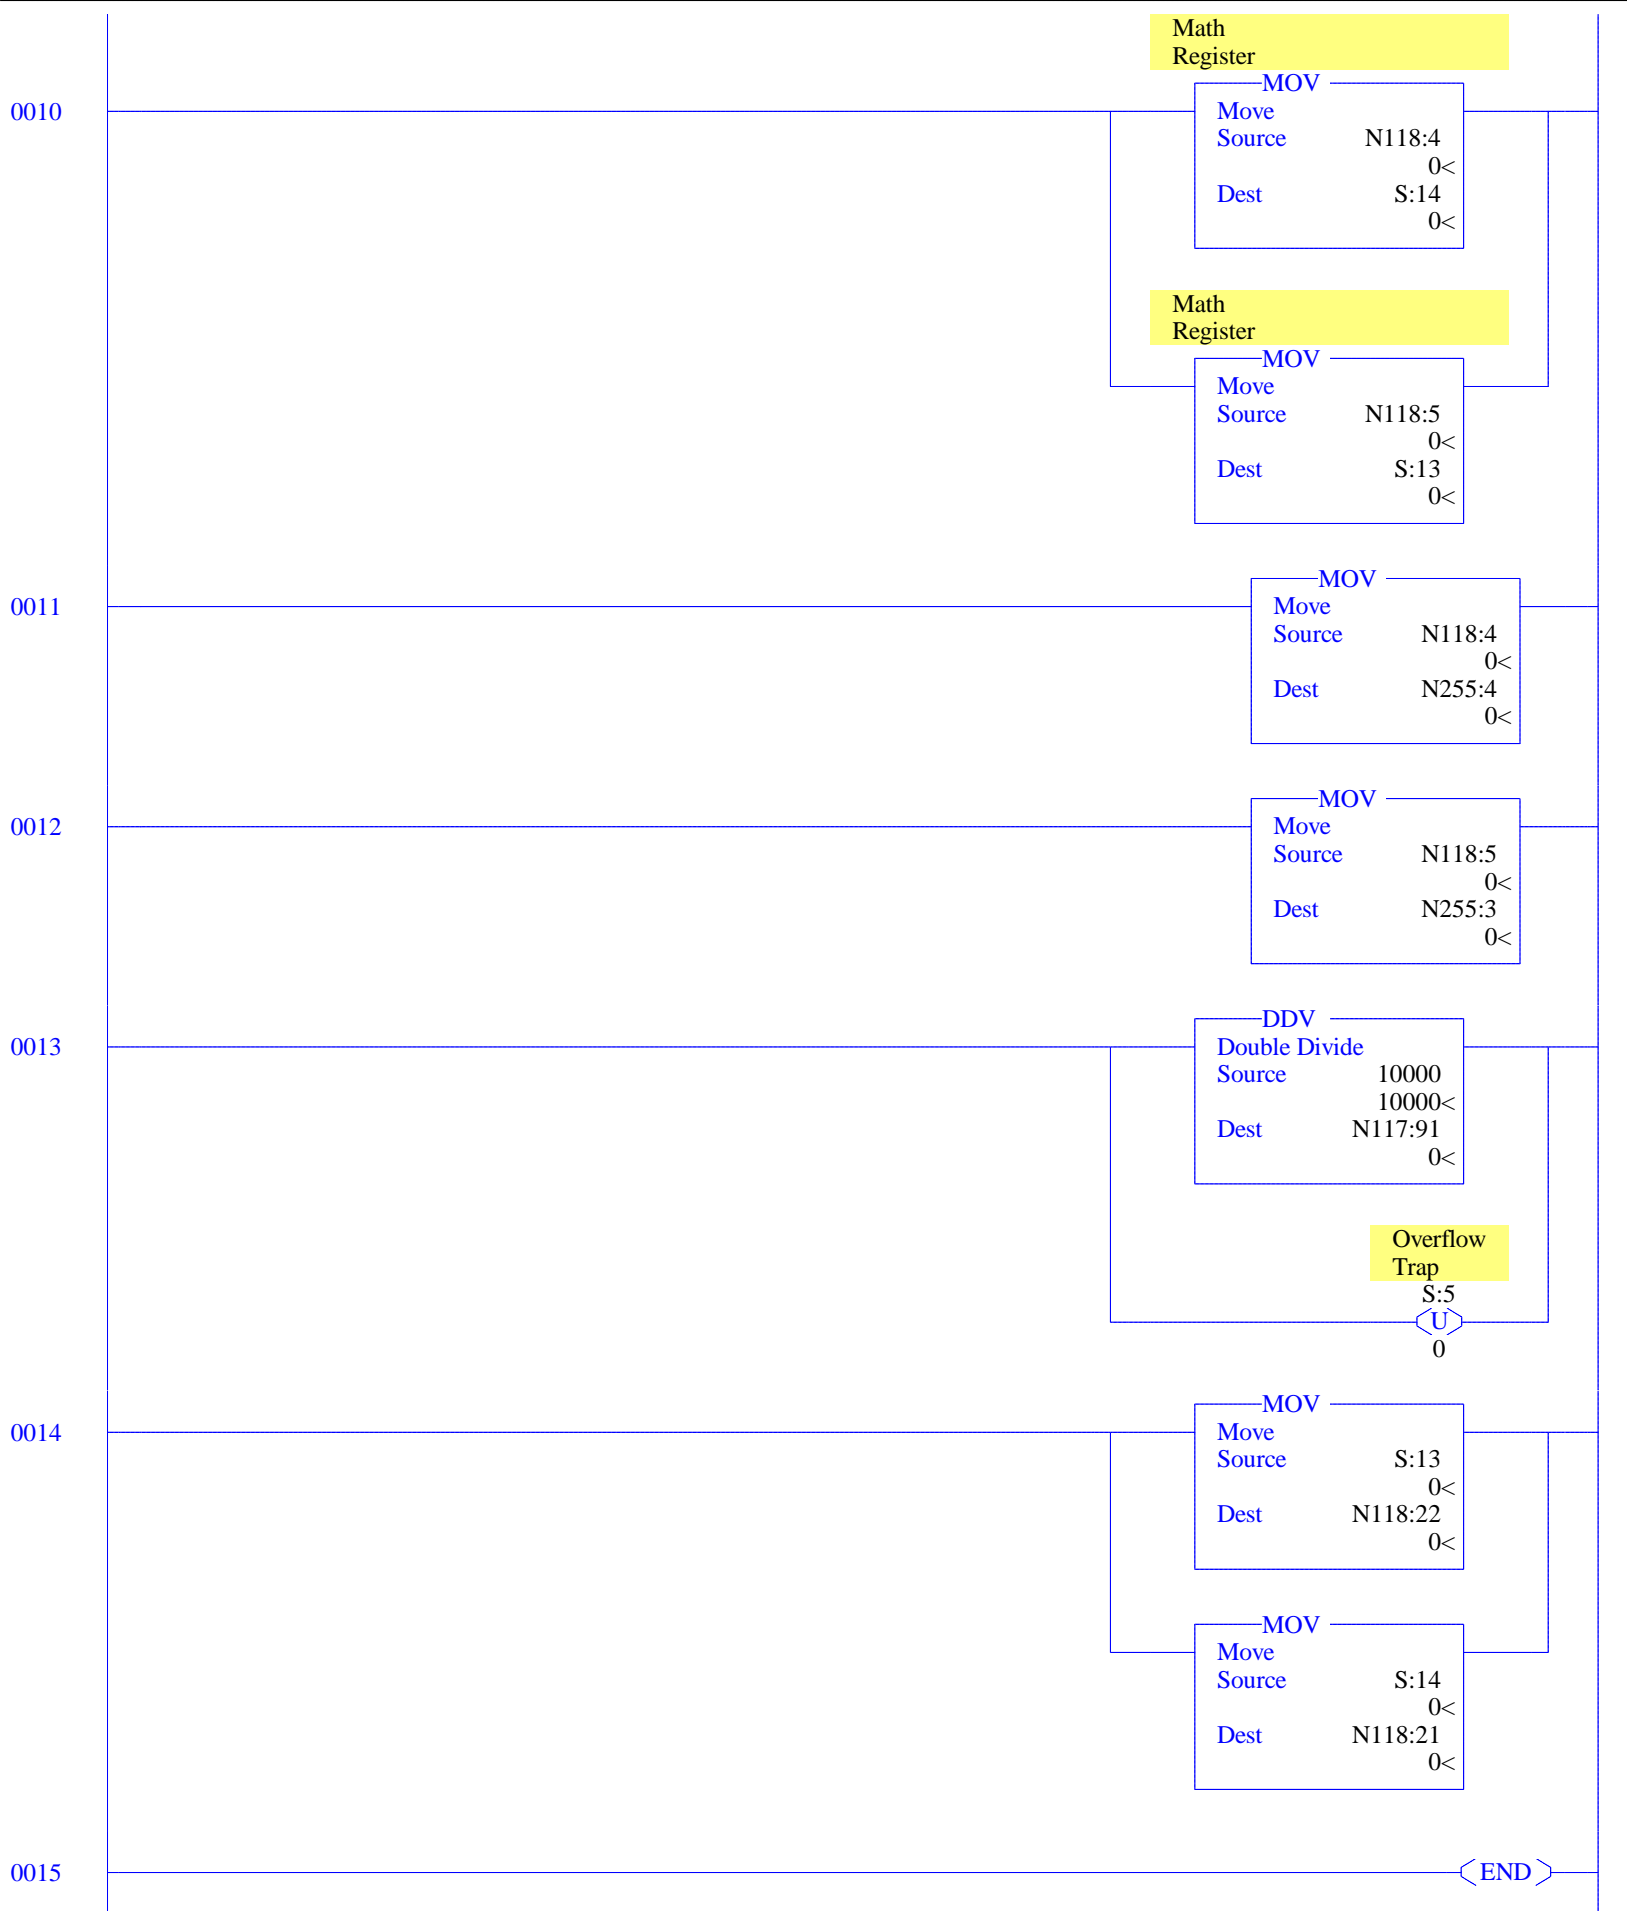 Math
Register
MOV
0010
Move
Source N118:4
0<
Dest S:14
0<
Math
Register
MOV
Move
Source N118:5
0<
Dest S:13
0<
MOV
0011
Move
Source N118:4
0<
Dest N255:4
0<
MOV
0012
Move
Source N118:5
0<
Dest N255:3
0<
DDV
0013
Double Divide
Source 10000
10000<
Dest N117:91
0<
Overflow
Trap
S:5
U
0
MOV
0014
Move
Source S:13
0<
Dest N118:22
0<
MOV
Move
Source S:14
0<
Dest N118:21
0<
0015
END